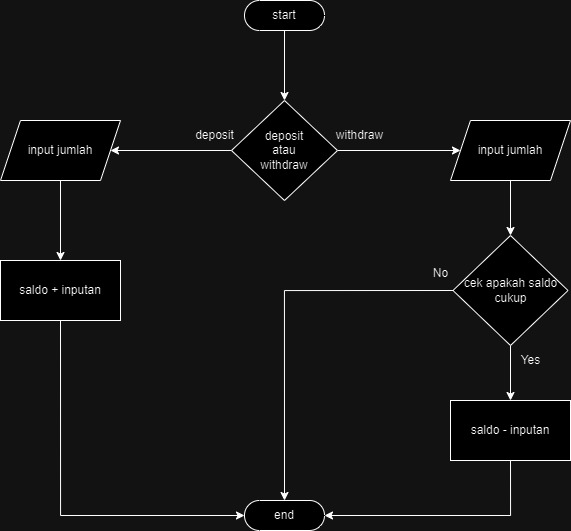 start
deposit
deposit
atau
withdraw
withdraw
input jumlah
input jumlah
No
cek apakah saldo
cukup
saldo + inputan
Yes
saldo - inputan
end